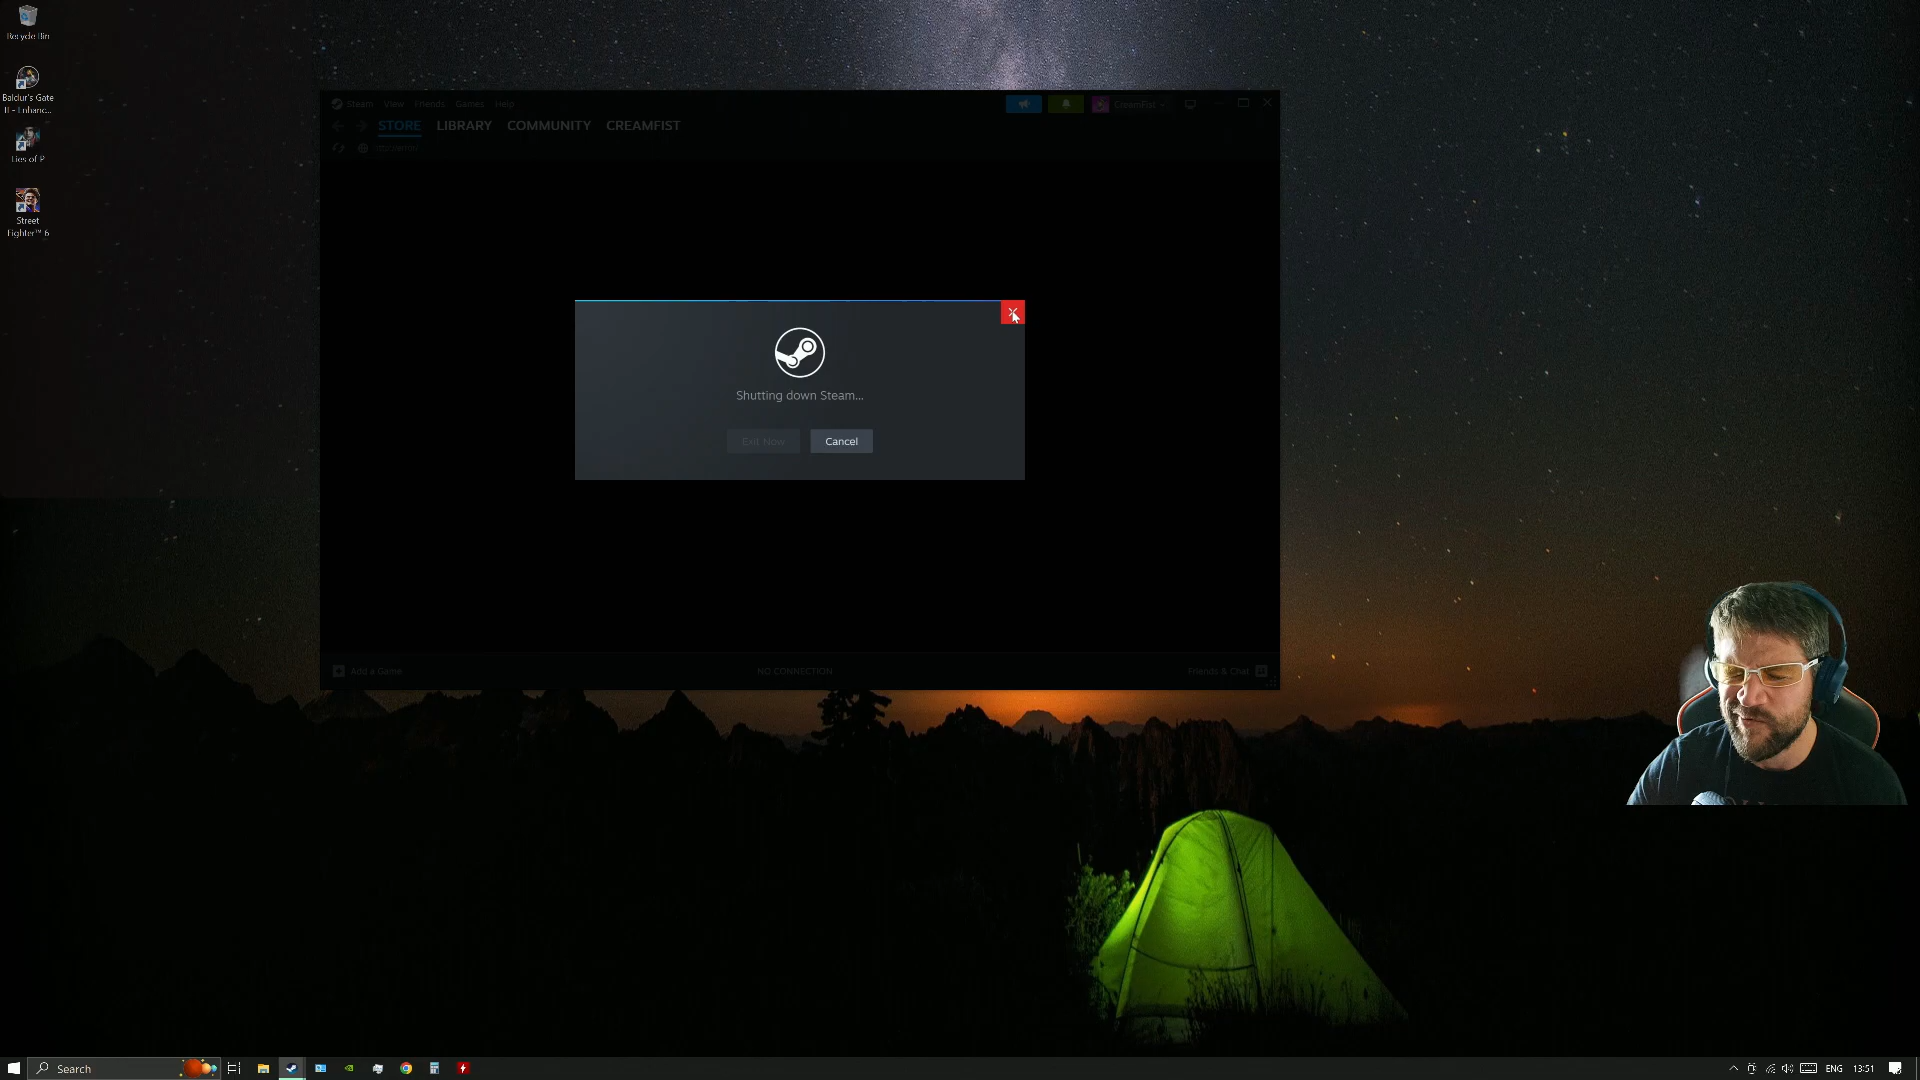 Recycle Bin
Baldur's Gate
II - Enhanc...
Lies of P
Street
Fighter™ 6
Steam View Friends Games Help
CreamFist
STORE LIBRARY COMMUNITY CREAMFIST
Shutting down Steam...
Exit Now Cancel
Add a Game NO CONNECTION Friends & Chat
Search
ENG 13:51